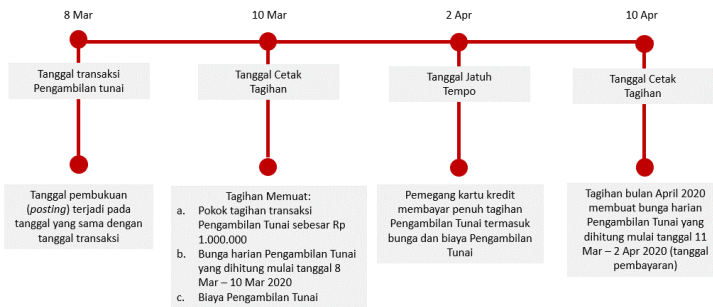 8 Mar
10 Mar
2 Apr
10 Apr
Tanggal transaksi
Pengambilan tunai
Tanggal Cetak
Tagihan
Tanggal Jatuh
Tempo
Tanggal Cetak
Tagihan
Tanggal pembukuan
(posting) terjadi pada
tanggal yang sama dengan
tanggal transaksi
Tagihan Memuat:
a. Pokok tagihan transaksi
Pengambilan Tunai sebesar Rp
1.000.000
b. Bunga harian Pengambilan Tunai
yang dihitung mulai tanggal 8
Mar – 10 Mar 2020
c. Biaya Pengambilan Tunai
Pemegang kartu kredit
membayar penuh tagihan
Pengambilan Tunai termasuk
bunga dan biaya Pengambilan
Tunai
Tagihan bulan April 2020
membuat bunga harian
Pengambilan Tunai yang
dihitung mulai tanggal 11
Mar – 2 Apr 2020 (tanggal
pembayaran)